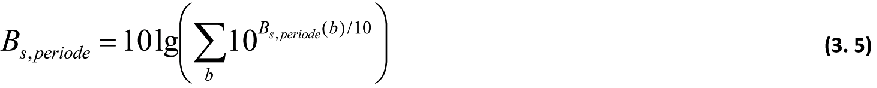 B_{s,periode} = 10 lg( ∑_b 10^{B_{s,periode}(b)/10} ) (3. 5)